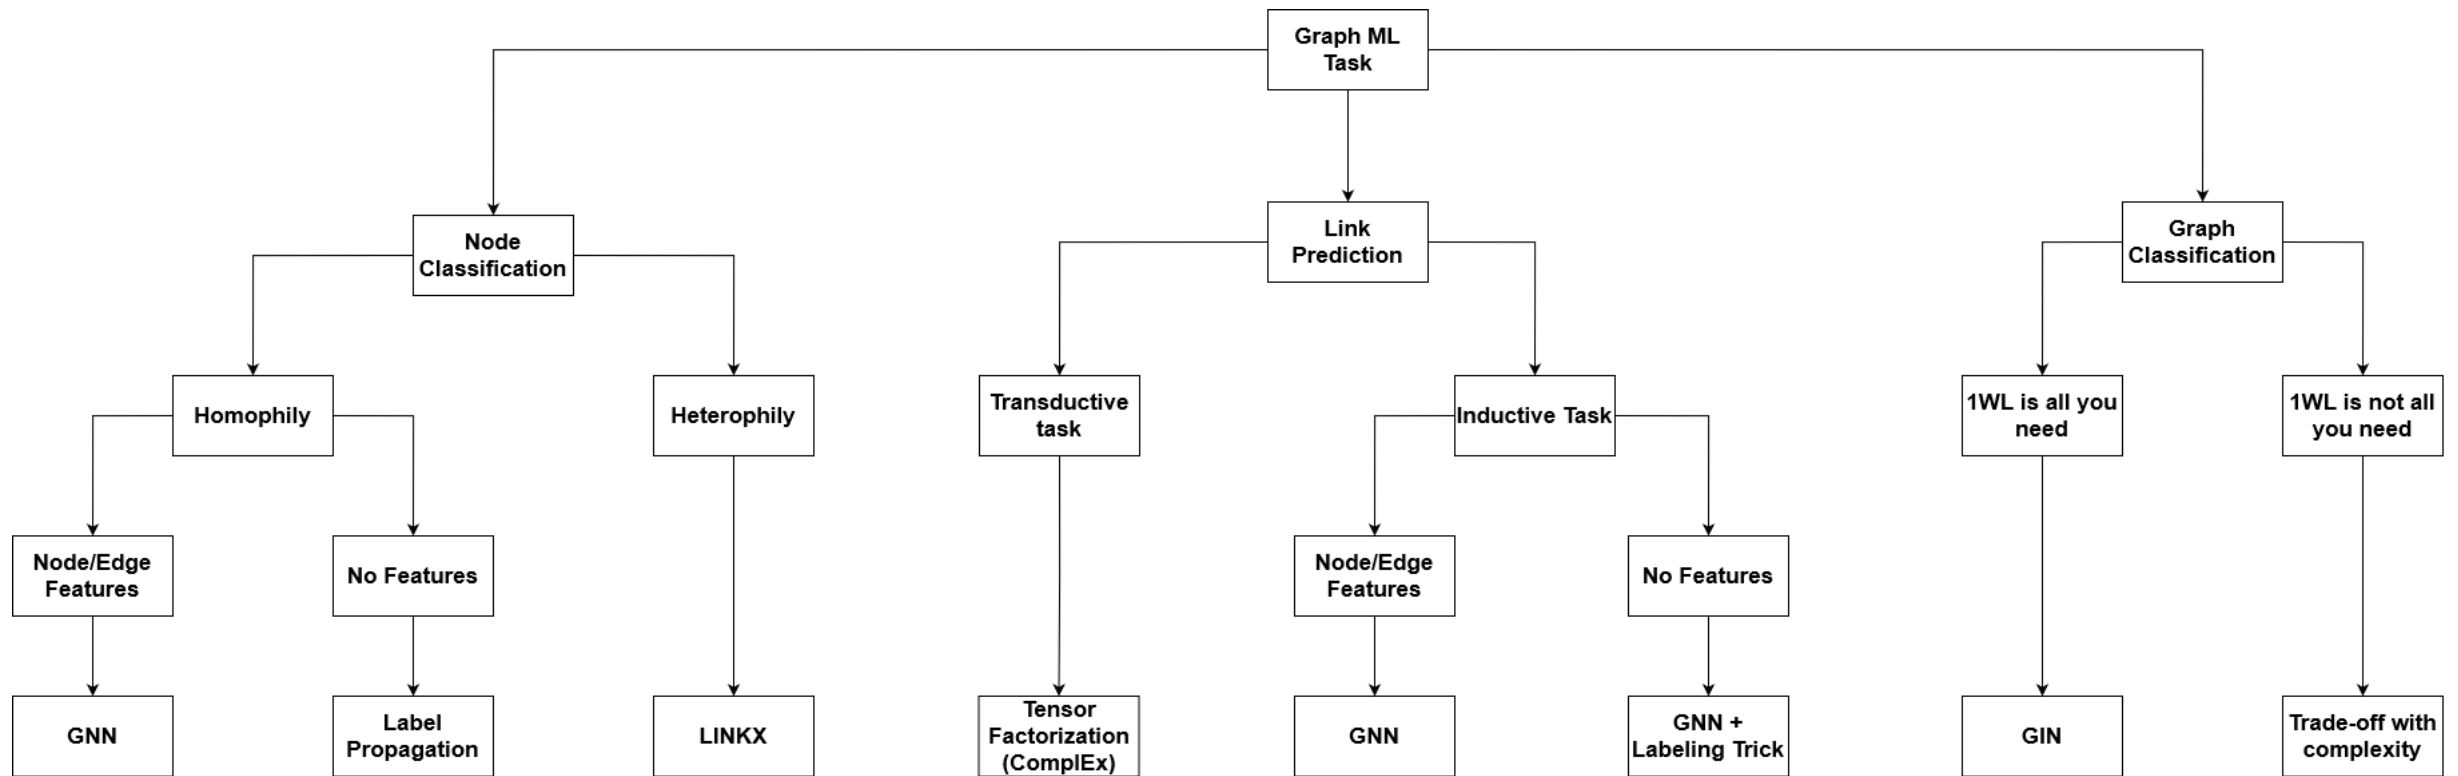 Graph ML
Task
Node
Classification
Link
Prediction
Graph
Classification
Homophily
Heterophily
Transductive
task
Inductive Task
1WL is all you
need
1WL is not all
you need
Node/Edge
Features
No Features
Node/Edge
Features
No Features
GNN
Label
Propagation
LINKX
Tensor
Factorization
(ComplEx)
GNN
GNN +
Labeling Trick
GIN
Trade-off with
complexity